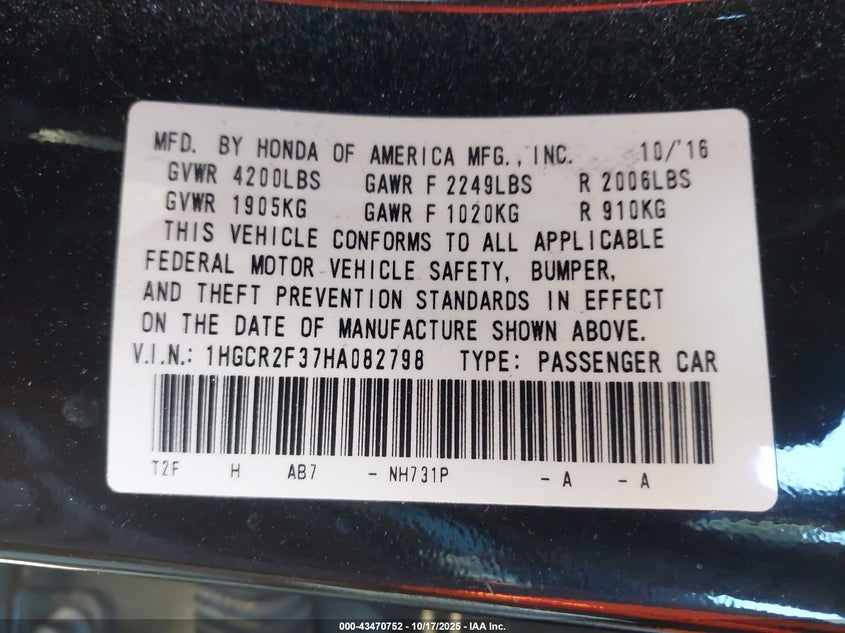 MFD. BY HONDA OF AMERICA MFG., INC. 10/'16
GVWR 4200LBS GAWR F 2249LBS R 2006LBS
GVWR 1905KG GAWR F 1020KG R 910KG
THIS VEHICLE CONFORMS TO ALL APPLICABLE
FEDERAL MOTOR VEHICLE SAFETY, BUMPER,
AND THEFT PREVENTION STANDARDS IN EFFECT
ON THE DATE OF MANUFACTURE SHOWN ABOVE.
V.I.N.: 1HGCR2F37HA082798 TYPE: PASSENGER CAR
T2F H AB7 - NH731P - A - A
000-43470752 - 10/17/2025 - IAA Inc.